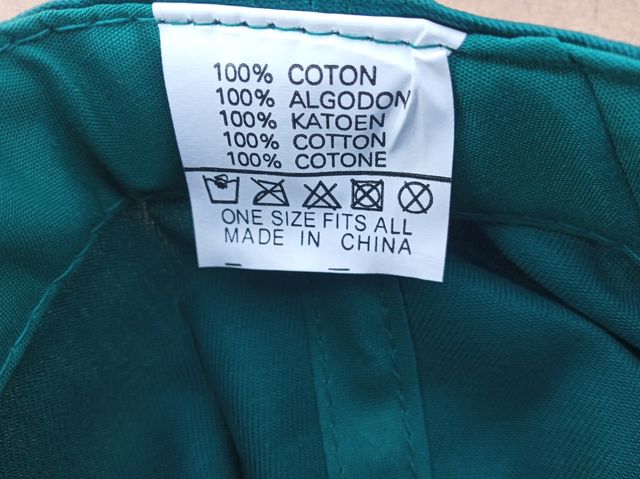 100% COTON
100% ALGODON
100% KATOEN
100% COTTON
100% COTONE
ONE SIZE FITS ALL
MADE IN CHINA